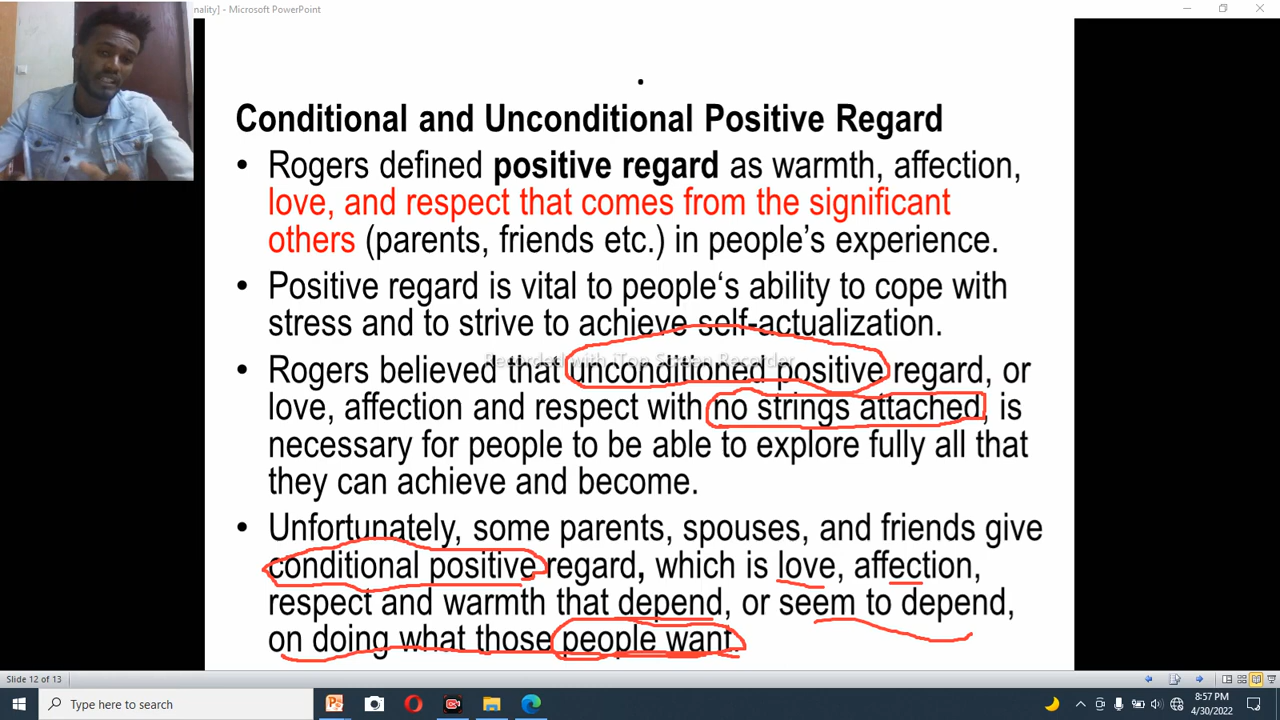 nality] - Microsoft PowerPoint
Conditional and Unconditional Positive Regard
• Rogers defined positive regard as warmth, affection,
love, and respect that comes from the significant
others (parents, friends etc.) in people’s experience.
• Positive regard is vital to people‘s ability to cope with
stress and to strive to achieve self-actualization.
Recorded with iTop Screen Recorder
• Rogers believed that unconditioned positive regard, or
love, affection and respect with no strings attached, is
necessary for people to be able to explore fully all that
they can achieve and become.
• Unfortunately, some parents, spouses, and friends give
conditional positive regard, which is love, affection,
respect and warmth that depend, or seem to depend,
on doing what those people want.
Slide 12 of 13
Type here to search
8:57 PM
4/30/2022